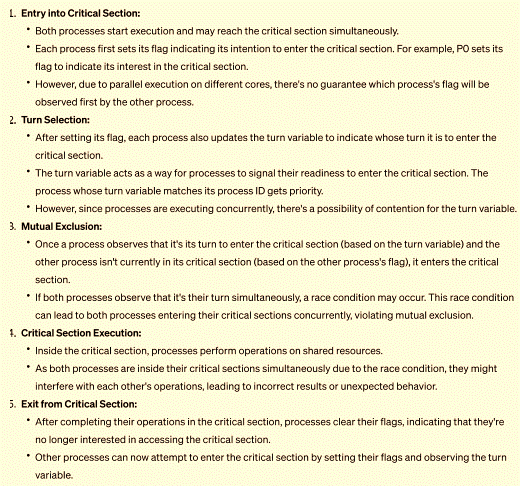 1. Entry into Critical Section:
• Both processes start execution and may reach the critical section simultaneously.
• Each process first sets its flag indicating its intention to enter the critical section. For example, P0 sets its
flag to indicate its interest in the critical section.
• However, due to parallel execution on different cores, there's no guarantee which process's flag will be
observed first by the other process.
2. Turn Selection:
• After setting its flag, each process also updates the turn variable to indicate whose turn it is to enter the
critical section.
• The turn variable acts as a way for processes to signal their readiness to enter the critical section. The
process whose turn variable matches its process ID gets priority.
• However, since processes are executing concurrently, there's a possibility of contention for the turn variable.
3. Mutual Exclusion:
• Once a process observes that it's its turn to enter the critical section (based on the turn variable) and the
other process isn't currently in its critical section (based on the other process's flag), it enters the critical
section.
• If both processes observe that it's their turn simultaneously, a race condition may occur. This race condition
can lead to both processes entering their critical sections concurrently, violating mutual exclusion.
4. Critical Section Execution:
• Inside the critical section, processes perform operations on shared resources.
• As both processes are inside their critical sections simultaneously due to the race condition, they might
interfere with each other's operations, leading to incorrect results or unexpected behavior.
5. Exit from Critical Section:
• After completing their operations in the critical section, processes clear their flags, indicating that they're
no longer interested in accessing the critical section.
• Other processes can now attempt to enter the critical section by setting their flags and observing the turn
variable.